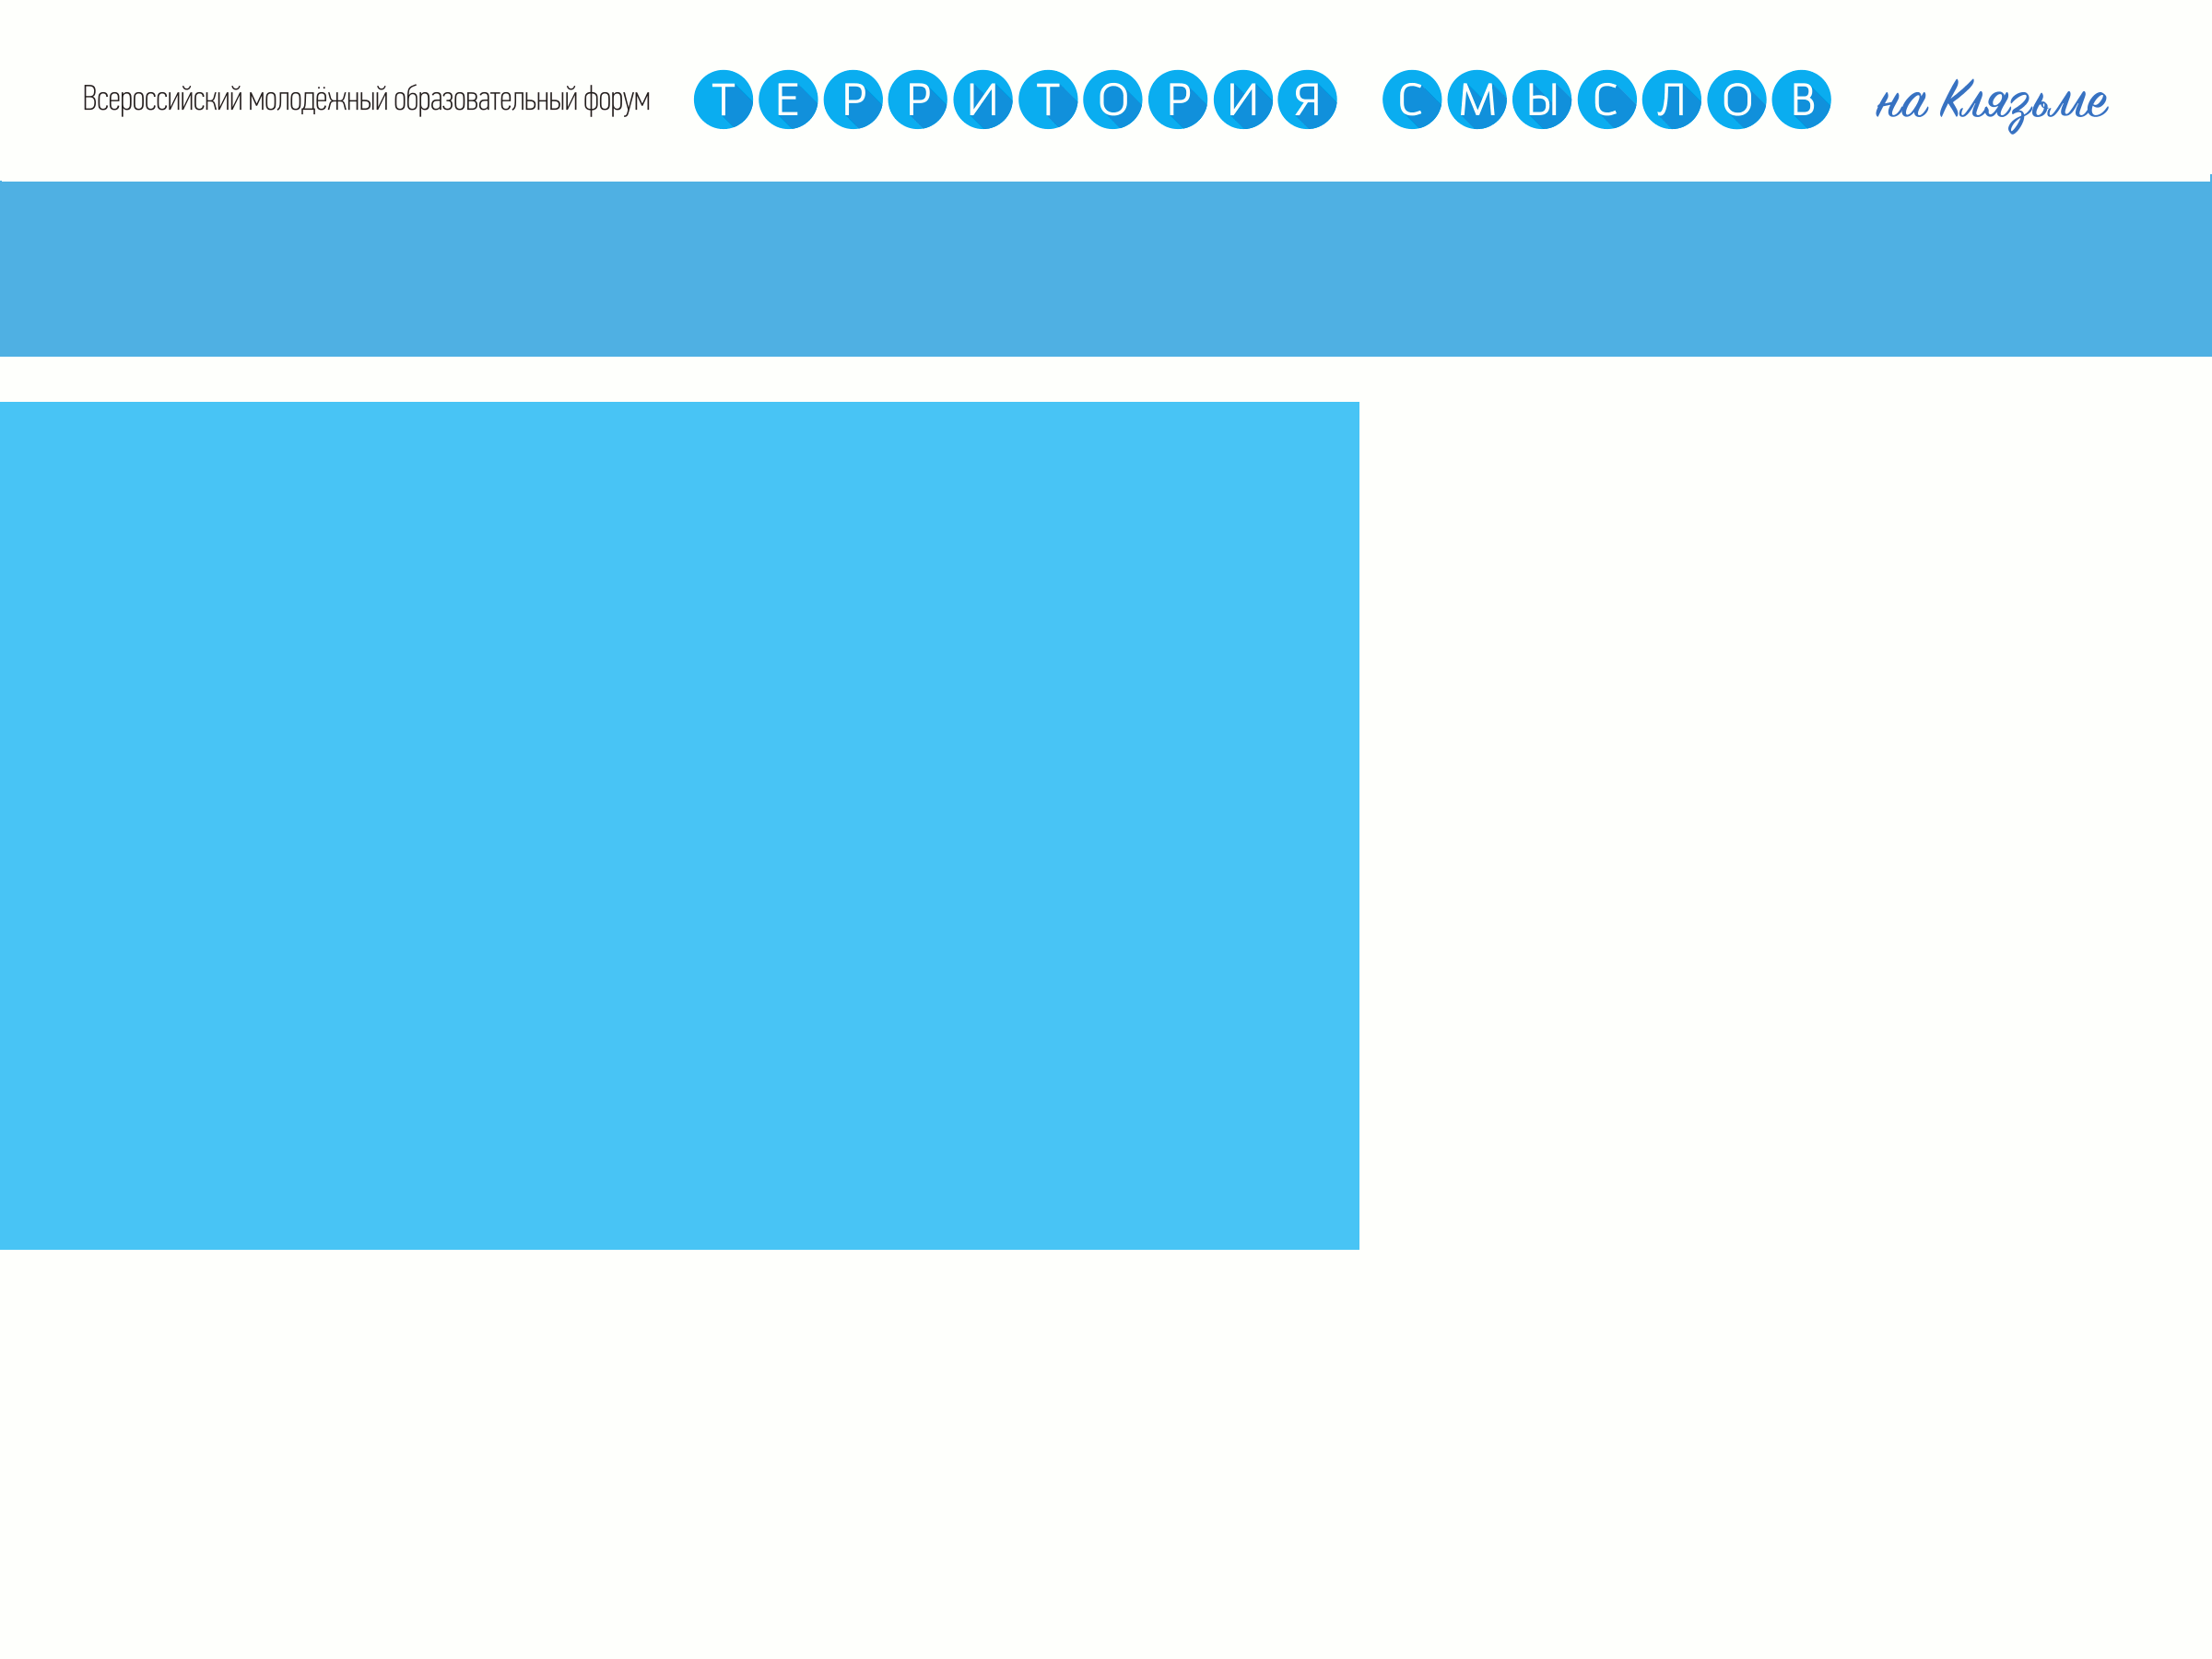 Всероссийский молодёжный образовательный форум ТЕРРИТОРИЯ СМЫСЛОВ на Клязьме